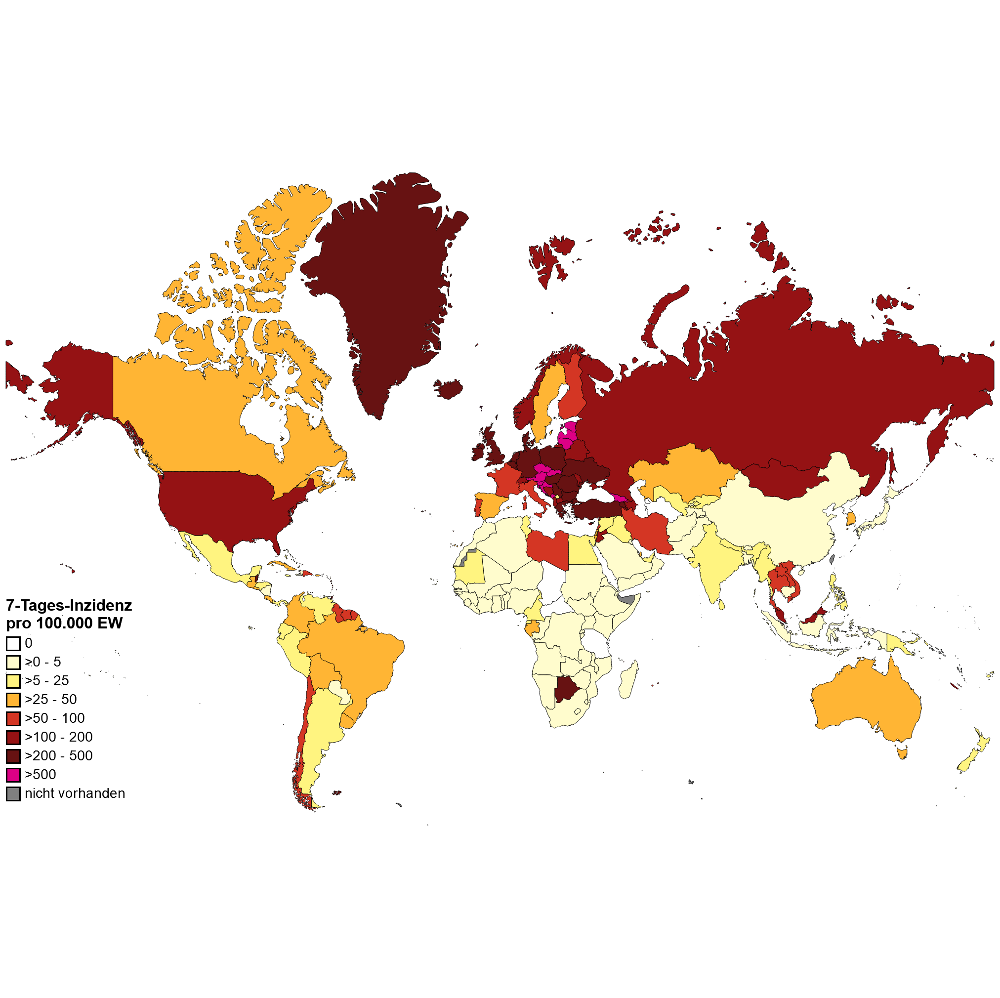 7-Tages-Inzidenz
pro 100.000 EW
0
>0 - 5
>5 - 25
>25 - 50
>50 - 100
>100 - 200
>200 - 500
>500
nicht vorhanden